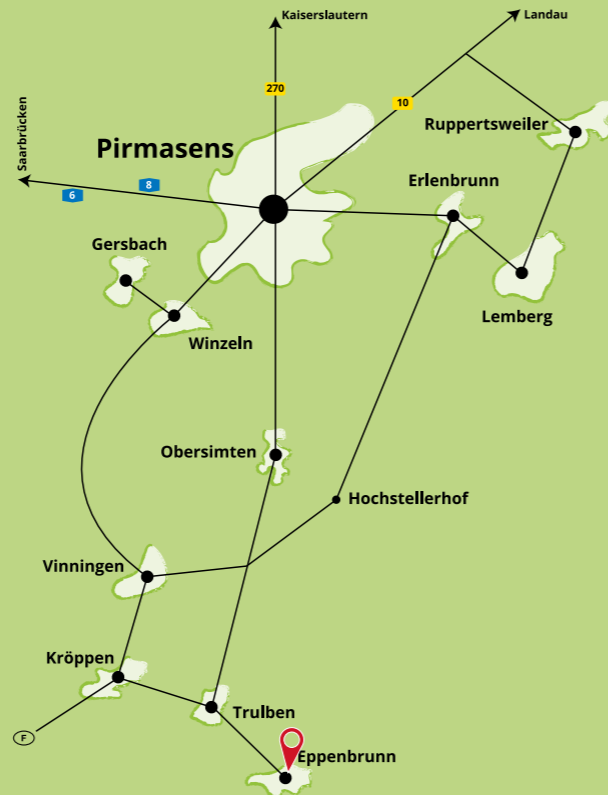 Kaiserslautern
Landau
270
10
Saarbrücken
Ruppertsweiler
Pirmasens
Erlenbrunn
8
6
Gersbach
Lemberg
Winzeln
Obersimten
Hochstellerhof
Vinningen
Kröppen
Trulben
F
Eppenbrunn